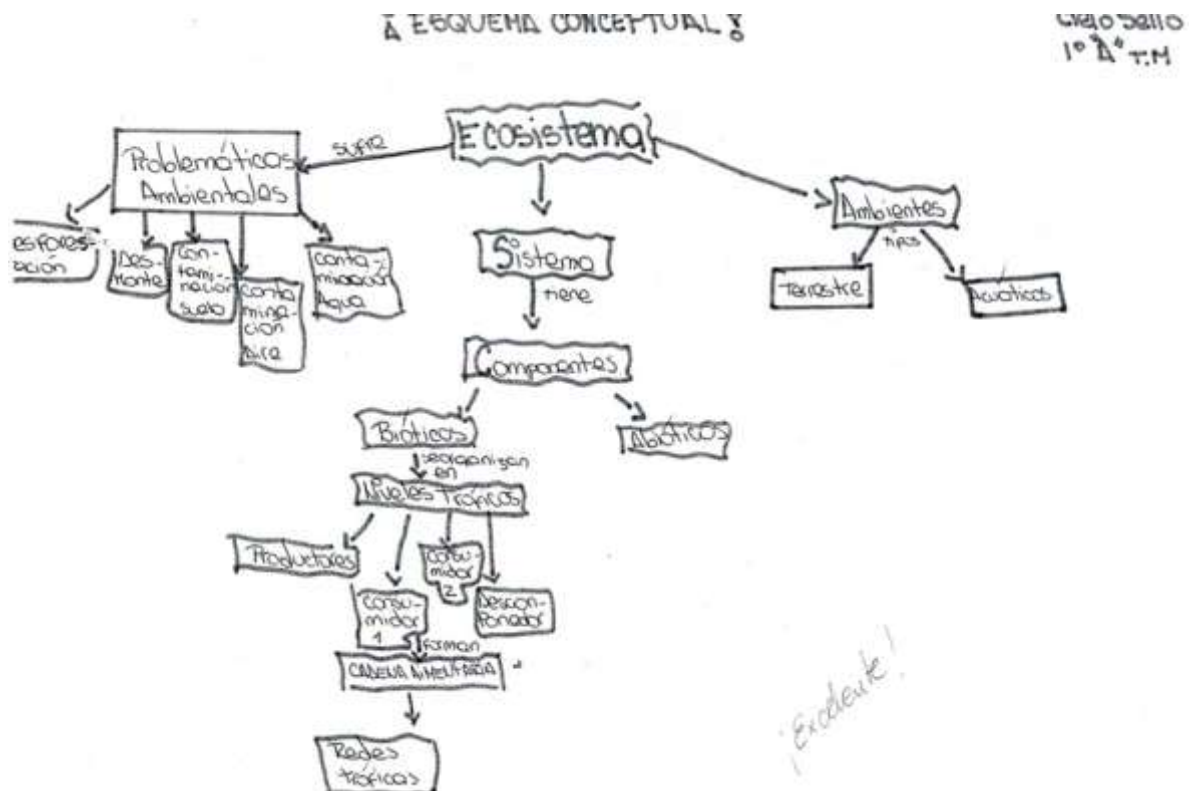 ¡ ESQUEMA CONCEPTUAL !
1° "A" T.M
Ecosistema
sufre
Problemáticas
Ambientales
esfores-
ación
Des-
monte
Con-
tami-
nación
suelo
conta
mina-
ción
Aire
conta-
minación
Agua
Sistema
tiene
Componentes
Bióticos
se organizan
en
Niveles Tróficos
Productores
Consu-
midor
1
Consu-
midor
2
Descom-
ponedor
forman
CADENA ALIMENTARIA
Redes
tróficas
Abióticos
Ambientes
tipos
Terrestre
Acuáticos
¡Excelente!